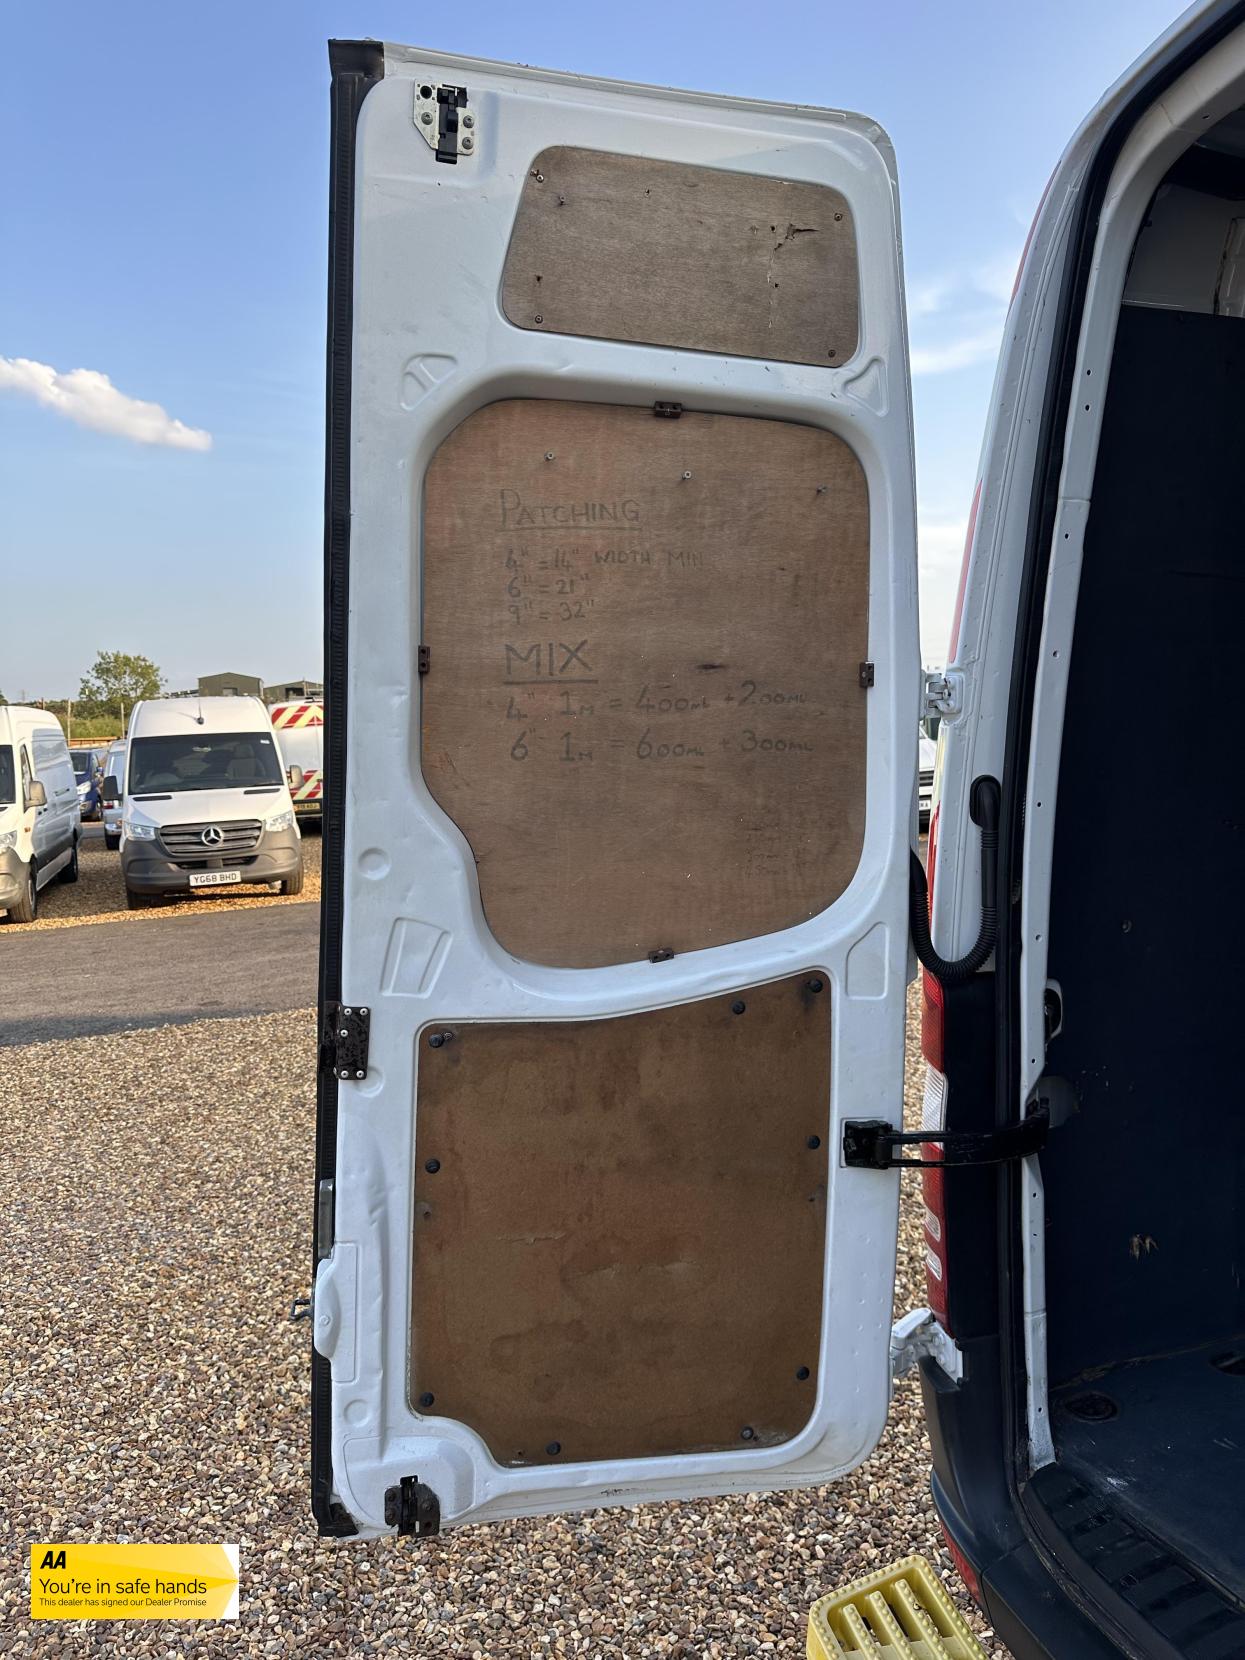 PATCHING
4" = 14" WIDTH MIN
6" = 21"
9" = 32"
MIX
4" 1M = 400ML + 200ML
6" 1M = 600ML + 300ML
YG68 BHD
AA
You're in safe hands
This dealer has signed our Dealer Promise